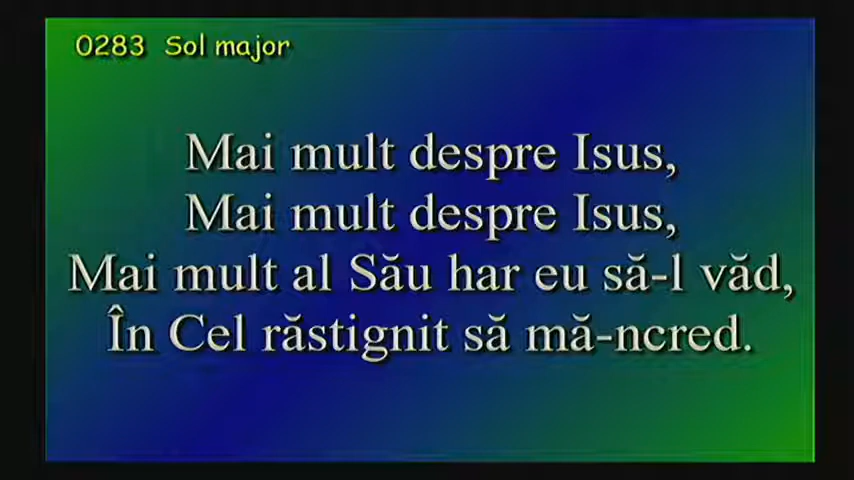 0283 Sol major
Mai mult despre Isus,
Mai mult despre Isus,
Mai mult al Său har eu să-l văd,
În Cel răstignit să mă-ncred.